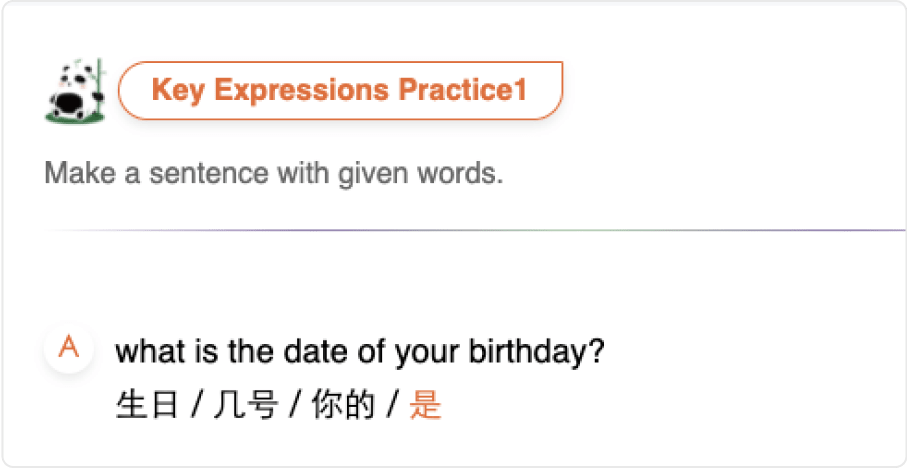 Key Expressions Practice1
Make a sentence with given words.
A
what is the date of your birthday?
生日 / 几号 / 你的 / 是